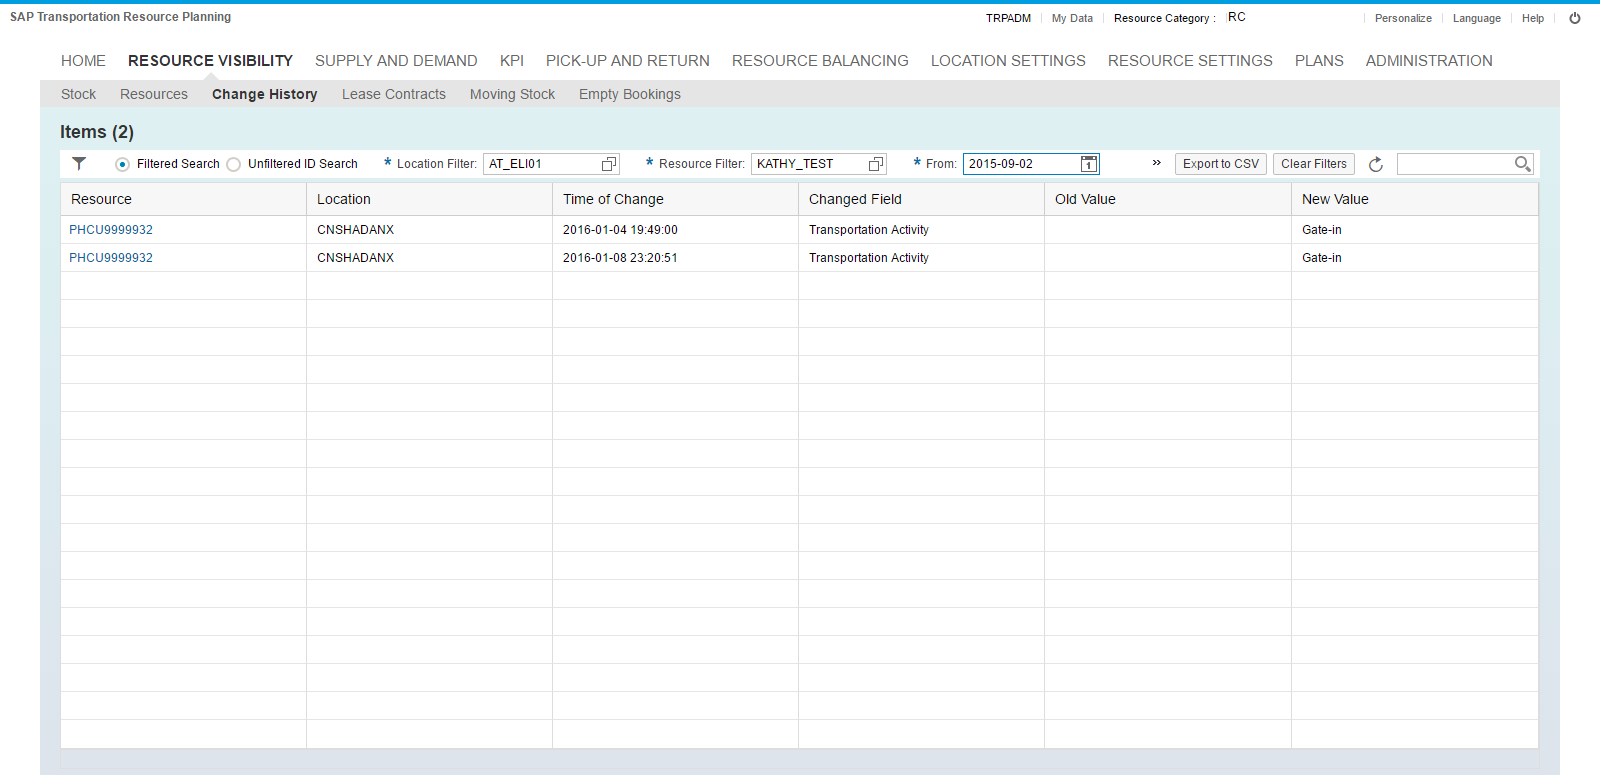 SAP Transportation Resource Planning
TRPADM My Data Resource Category : RC Personalize Language Help
HOME RESOURCE VISIBILITY SUPPLY AND DEMAND KPI PICK-UP AND RETURN RESOURCE BALANCING LOCATION SETTINGS RESOURCE SETTINGS PLANS ADMINISTRATION
Stock Resources Change History Lease Contracts Moving Stock Empty Bookings
Items (2)
Filtered Search Unfiltered ID Search * Location Filter: AT_ELI01 * Resource Filter: KATHY_TEST * From: 2015-09-02 1 » Export to CSV Clear Filters
Resource Location Time of Change Changed Field Old Value New Value
PHCU9999932 CNSHADANX 2016-01-04 19:49:00 Transportation Activity Gate-in
PHCU9999932 CNSHADANX 2016-01-08 23:20:51 Transportation Activity Gate-in